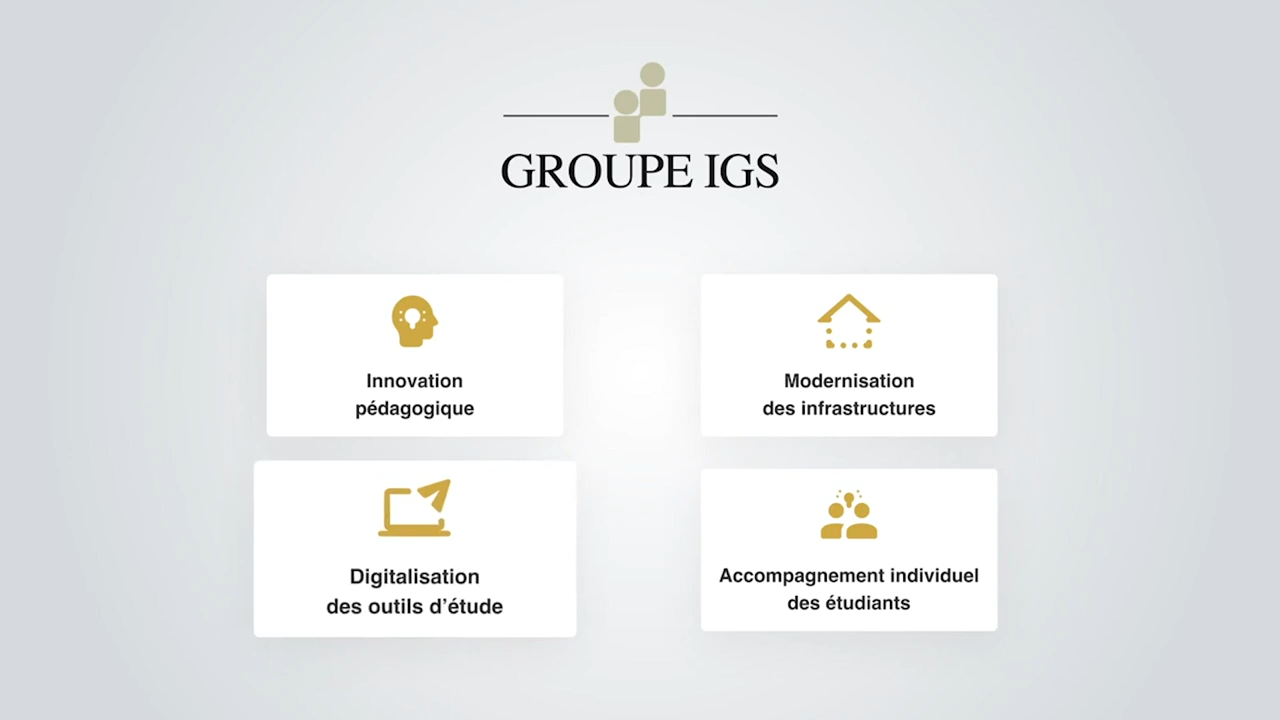 GROUPE IGS
Innovation
pédagogique
Modernisation
des infrastructures
Digitalisation
des outils d’étude
Accompagnement individuel
des étudiants